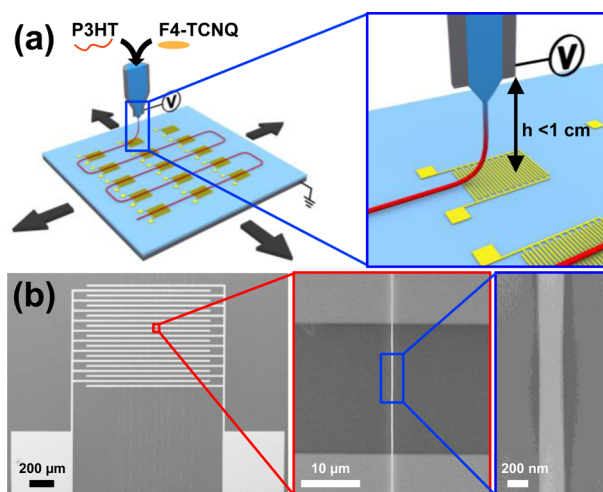 (a)
P3HT
F4-TCNQ
V
V
h <1 cm
(b)
200 µm
10 µm
200 nm